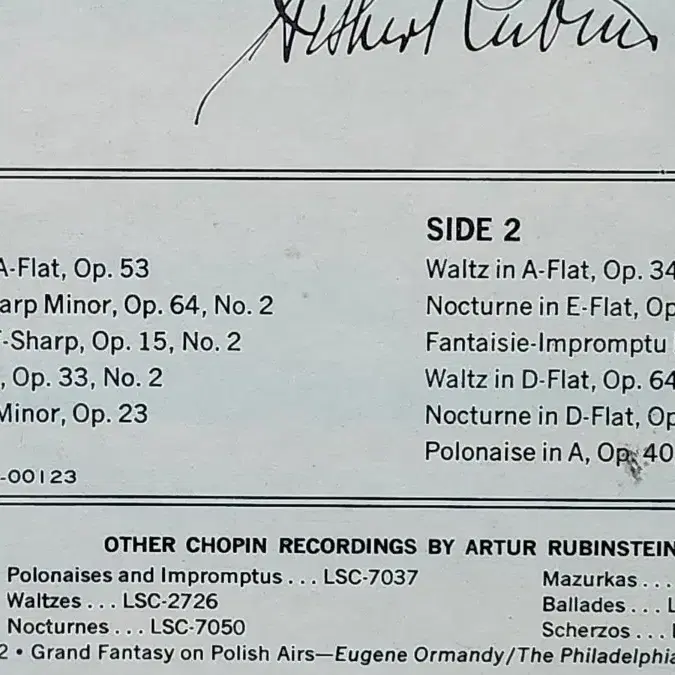 Arthur Rubins
SIDE 2
A-Flat, Op. 53
arp Minor, Op. 64, No. 2
-Sharp, Op. 15, No. 2
, Op. 33, No. 2
Minor, Op. 23
Waltz in A-Flat, Op. 34
Nocturne in E-Flat, Op
Fantaisie-Impromptu
Waltz in D-Flat, Op. 64
Nocturne in D-Flat, Op
Polonaise in A, Op. 40
-00123
OTHER CHOPIN RECORDINGS BY ARTUR RUBINSTEIN
Polonaises and Impromptus . . . LSC-7037
Waltzes . . . LSC-2726
Nocturnes . . . LSC-7050
Mazurkas . . .
Ballades . . . L
Scherzos . . .
2 • Grand Fantasy on Polish Airs—Eugene Ormandy/The Philadelphia